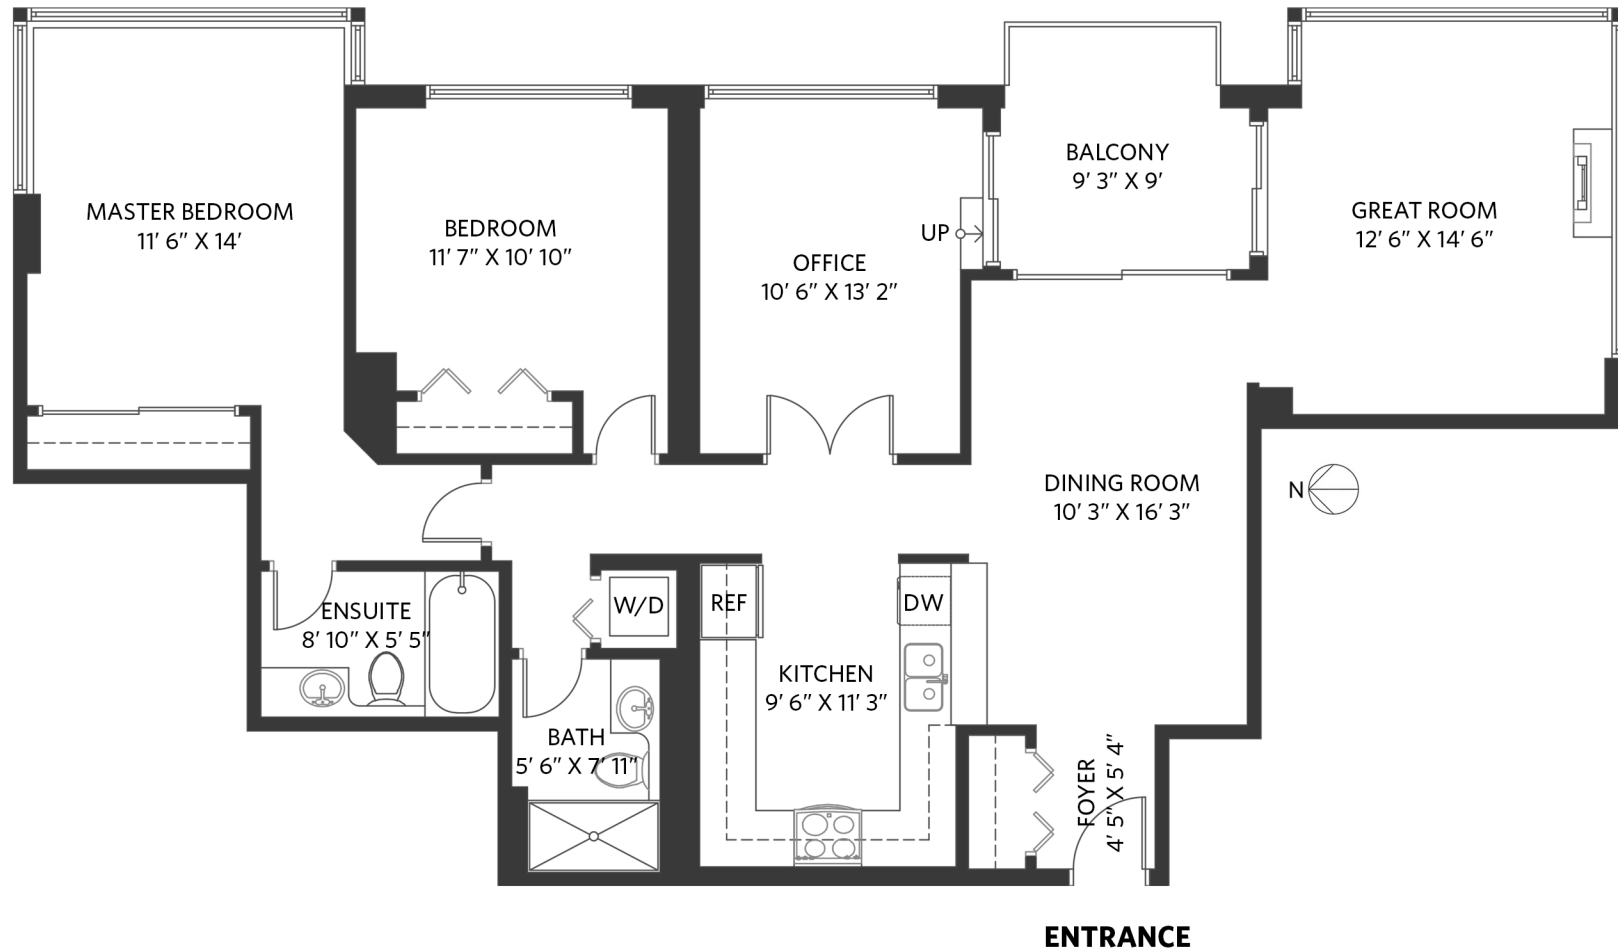 MASTER BEDROOM
11' 6" X 14'
BEDROOM
11' 7" X 10' 10"
OFFICE
10' 6" X 13' 2"
UP
BALCONY
9' 3" X 9'
GREAT ROOM
12' 6" X 14' 6"
DINING ROOM
10' 3" X 16' 3"
N
ENSUITE
8' 10" X 5' 5"
W/D
REF
DW
KITCHEN
9' 6" X 11' 3"
BATH
5' 6" X 7' 11"
FOYER
4' 5" X 5' 4"
ENTRANCE